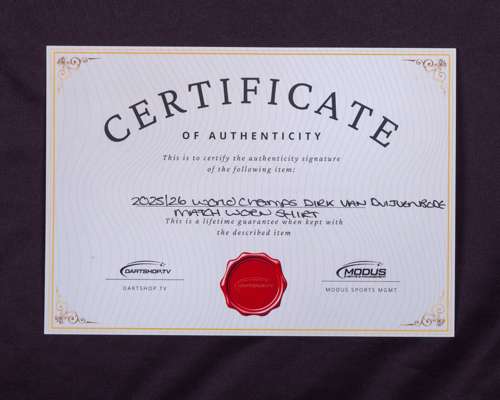 CERTIFICATE
OF AUTHENTICITY
This is to certify the authenticity signature
of the following item:
2025/26 World Champs Dirk Van Duijvenbode
Match Worn Shirt
This is a lifetime guarantee when kept with
the described item
DARTSHOP.TV
DARTSHOP.TV
DARTSHOP.TV
MODUS
MODUS SPORTS MGMT